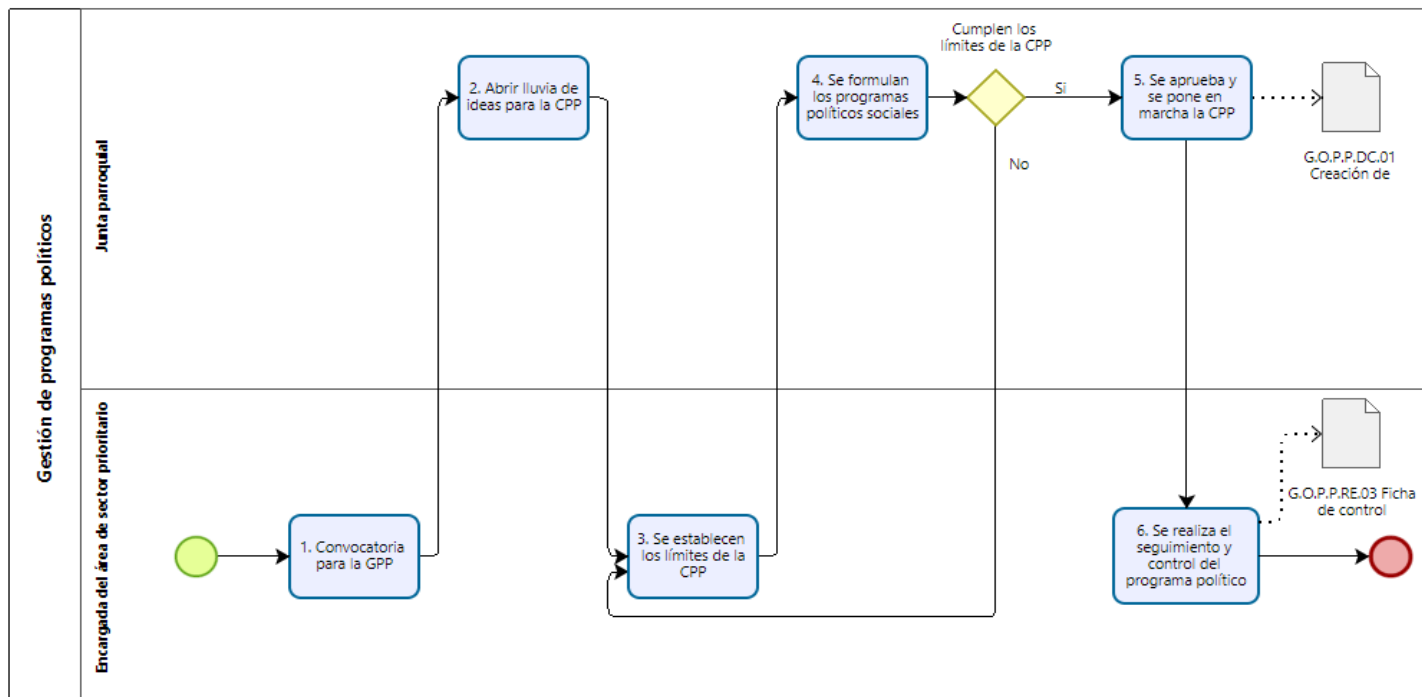 Gestión de programas políticos
Junta parroquial
2. Abrir lluvia de
ideas para la CPP
4. Se formulan
los programas
políticos sociales
Cumplen los
límites de la CPP
Si
No
5. Se aprueba y
se pone en
marcha la CPP
G.O.P.P.DC.01
Creación de
Encargada del área de sector prioritario
1. Convocatoria
para la GPP
3. Se establecen
los límites de la
CPP
6. Se realiza el
seguimiento y
control del
programa político
G.O.P.P.RE.03 Ficha
de control